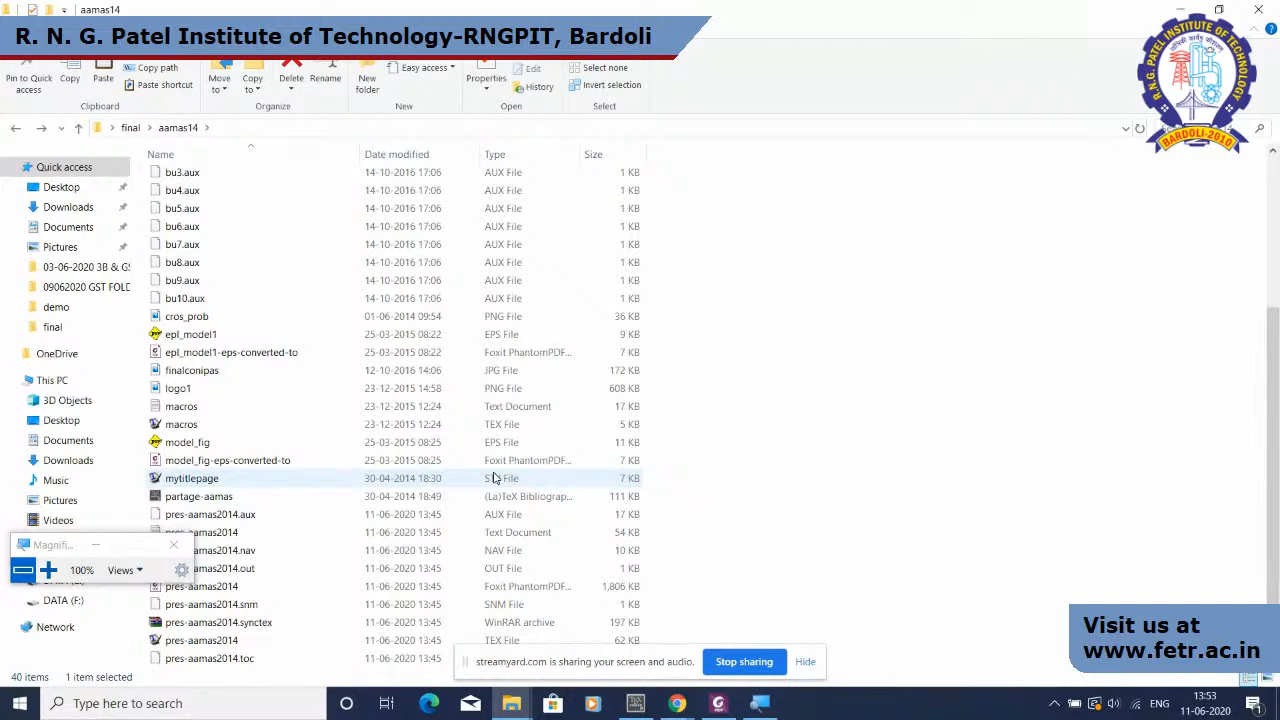 aamas14
R. N. G. Patel Institute of Technology-RNGPIT, Bardoli
Pin to Quick access
Copy
Paste
Copy path
Paste shortcut
Move to
Copy to
Delete
Rename
New folder
Easy access
Properties
Edit
History
Select none
Invert selection
Clipboard
Organize
New
Open
Select
R.N.G.PATEL INSTITUTE OF TECHNOLOGY
BARDOLI-2010
final > aamas14 >
Name Date modified Type Size
Quick access
Desktop
Downloads
Documents
Pictures
03-06-2020 3B & GS
09062020 GST FOLD
demo
final
OneDrive
This PC
3D Objects
Desktop
Documents
Downloads
Music
Pictures
Videos
DATA (F:)
Network
bu3.aux 14-10-2016 17:06 AUX File 1 KB
bu4.aux 14-10-2016 17:06 AUX File 1 KB
bu5.aux 14-10-2016 17:06 AUX File 1 KB
bu6.aux 14-10-2016 17:06 AUX File 1 KB
bu7.aux 14-10-2016 17:06 AUX File 1 KB
bu8.aux 14-10-2016 17:06 AUX File 1 KB
bu9.aux 14-10-2016 17:06 AUX File 1 KB
bu10.aux 14-10-2016 17:06 AUX File 1 KB
cros_prob 01-06-2014 09:54 PNG File 36 KB
epl_model1 25-03-2015 08:22 EPS File 9 KB
epl_model1-eps-converted-to 25-03-2015 08:22 Foxit PhantomPDF... 7 KB
finalconipas 12-10-2016 14:06 JPG File 172 KB
logo1 23-12-2015 14:58 PNG File 608 KB
macros 23-12-2015 12:24 Text Document 17 KB
macros 23-12-2015 12:24 TEX File 5 KB
model_fig 25-03-2015 08:25 EPS File 11 KB
model_fig-eps-converted-to 25-03-2015 08:25 Foxit PhantomPDF... 7 KB
mytitlepage 30-04-2014 18:30 File 7 KB
partage-aamas 30-04-2014 18:49 (La)TeX Bibliograp... 111 KB
pres-aamas2014.aux 11-06-2020 13:45 AUX File 17 KB
aamas2014 11-06-2020 13:45 Text Document 54 KB
aamas2014.nav 11-06-2020 13:45 NAV File 10 KB
aamas2014.out 11-06-2020 13:45 OUT File 1 KB
pres-aamas2014 11-06-2020 13:45 Foxit PhantomPDF... 1,806 KB
pres-aamas2014.snm 11-06-2020 13:45 SNM File 1 KB
pres-aamas2014.synctex 11-06-2020 13:45 WinRAR archive 197 KB
pres-aamas2014 11-06-2020 13:45 TEX File 62 KB
pres-aamas2014.toc 11-06-2020 13:45 1 KB
Magnifi...
100% Views
40 items 1 item selected
streamyard.com is sharing your screen and audio. Stop sharing Hide
Visit us at
www.fetr.ac.in
Type here to search
ENG
13:53
11-06-2020